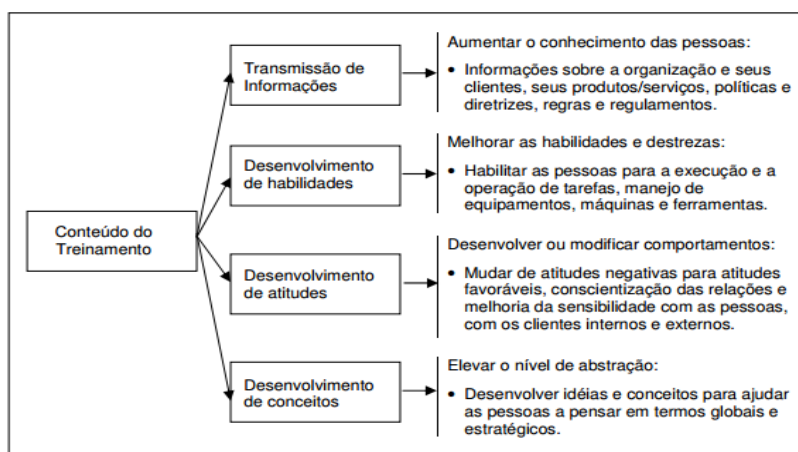 Conteúdo do
Treinamento
Transmissão de
Informações
Aumentar o conhecimento das pessoas:
• Informações sobre a organização e seus
clientes, seus produtos/serviços, políticas e
diretrizes, regras e regulamentos.
Desenvolvimento
de habilidades
Melhorar as habilidades e destrezas:
• Habilitar as pessoas para a execução e a
operação de tarefas, manejo de
equipamentos, máquinas e ferramentas.
Desenvolvimento
de atitudes
Desenvolver ou modificar comportamentos:
• Mudar de atitudes negativas para atitudes
favoráveis, conscientização das relações e
melhoria da sensibilidade com as pessoas,
com os clientes internos e externos.
Desenvolvimento
de conceitos
Elevar o nível de abstração:
• Desenvolver idéias e conceitos para ajudar
as pessoas a pensar em termos globais e
estratégicos.